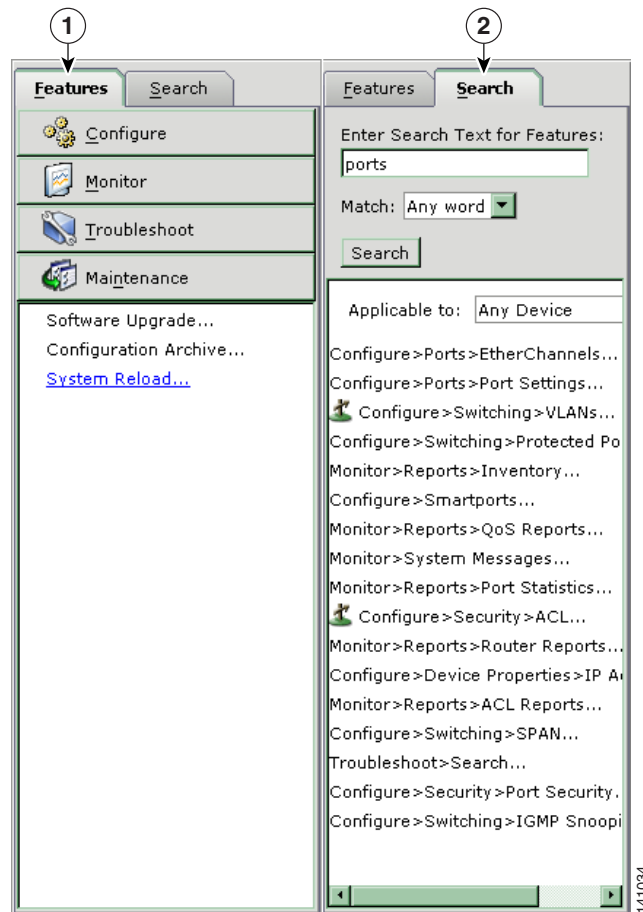 1
2
Features
Search
Configure
Monitor
Troubleshoot
Maintenance
Software Upgrade...
Configuration Archive...
System Reload...
Features
Search
Enter Search Text for Features:
ports
Match: Any word
Search
Applicable to: Any Device
Configure>Ports>EtherChannels...
Configure>Ports>Port Settings...
Configure>Switching>VLANs...
Configure>Switching>Protected Po
Monitor>Reports>Inventory...
Configure>Smartports...
Monitor>Reports>QoS Reports...
Monitor>System Messages...
Monitor>Reports>Port Statistics...
Configure>Security>ACL...
Monitor>Reports>Router Reports...
Configure>Device Properties>IP A
Monitor>Reports>ACL Reports...
Configure>Switching>SPAN...
Troubleshoot>Search...
Configure>Security>Port Security.
Configure>Switching>IGMP Snoopi
141034